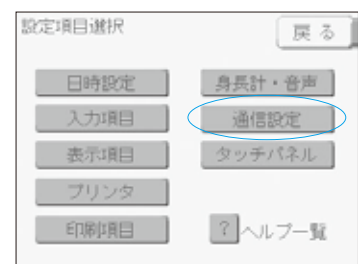 設定項目選択
戻る
日時設定
身長計・音声
入力項目
通信設定
表示項目
タッチパネル
プリンタ
印刷項目
? ヘルプ一覧